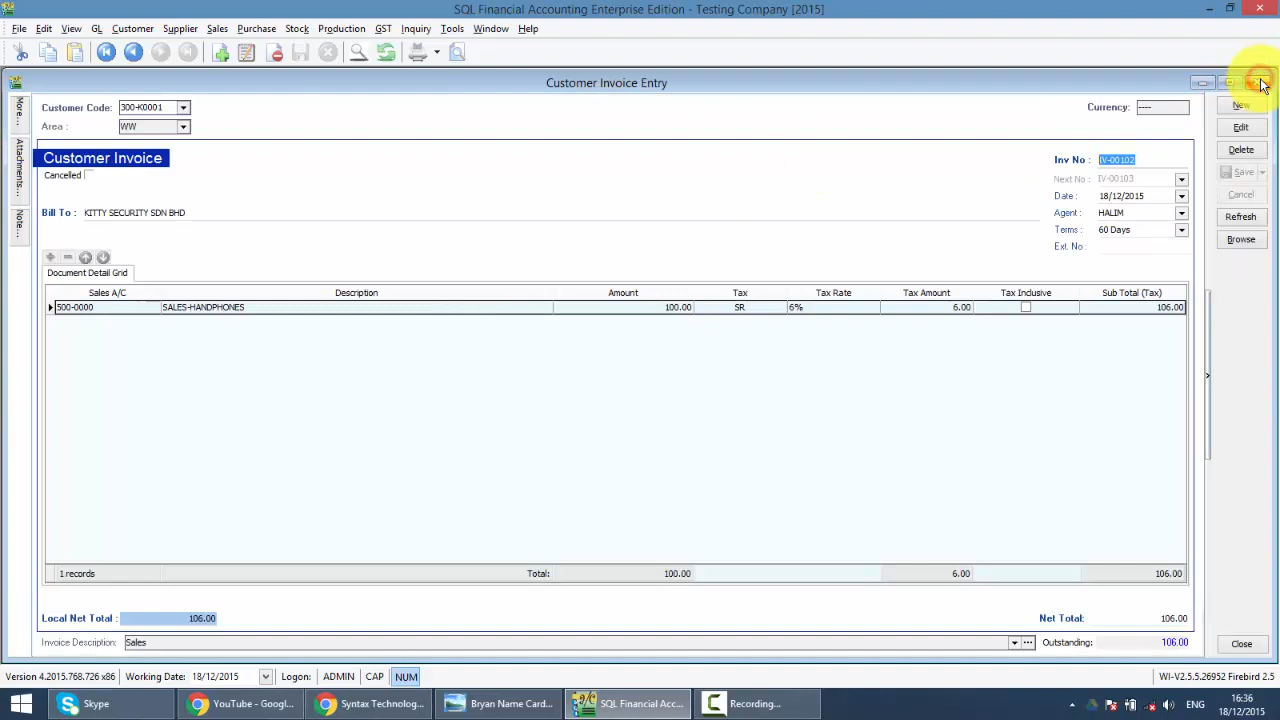 SQL Financial Accounting Enterprise Edition - Testing Company [2015]
File Edit View GL Customer Supplier Sales Purchase Stock Production GST Inquiry Tools Window Help
Customer Invoice Entry
Customer Code: 300-K0001 Currency: ---- New
Area : WW
More...
Attachments...
Note...
Edit
Customer Invoice Inv No : IV-00102 Delete
Cancelled Next No : IV-00103 Save
Date : 18/12/2015 Cancel
Bill To : KITTY SECURITY SDN BHD Agent : HALIM Refresh
Terms : 60 Days Browse
Ext. No :
Document Detail Grid
Sales A/C Description Amount Tax Tax Rate Tax Amount Tax Inclusive Sub Total (Tax)
500-0000 SALES-HANDPHONES 100.00 SR 6% 6.00 106.00
1 records Total: 100.00 6.00 106.00
Local Net Total : 106.00 Net Total: 106.00
Invoice Description: Sales Outstanding: 106.00 Close
Version 4.2015.768.726 x86 Working Date: 18/12/2015 Logon: ADMIN CAP NUM WI-V2.5.5.26952 Firebird 2.5
Skype YouTube - Googl... Syntax Technolog... Bryan Name Card... SQL Financial Acc... Recording... ENG 16:36
18/12/2015